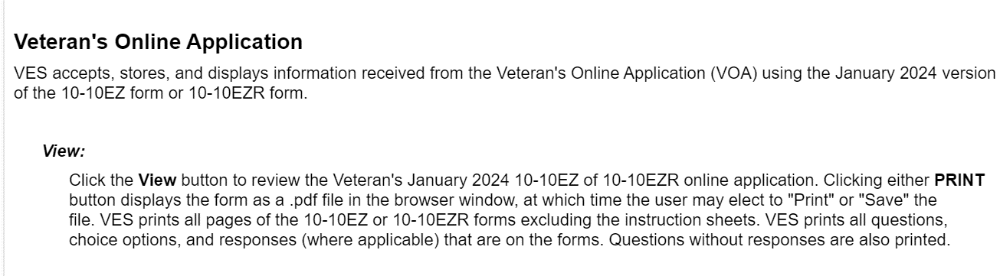 Veteran's Online Application
VES accepts, stores, and displays information received from the Veteran's Online Application (VOA) using the January 2024 version
of the 10-10EZ form or 10-10EZR form.
View:
Click the View button to review the Veteran's January 2024 10-10EZ of 10-10EZR online application. Clicking either PRINT
button displays the form as a .pdf file in the browser window, at which time the user may elect to "Print" or "Save" the
file. VES prints all pages of the 10-10EZ or 10-10EZR forms excluding the instruction sheets. VES prints all questions,
choice options, and responses (where applicable) that are on the forms. Questions without responses are also printed.